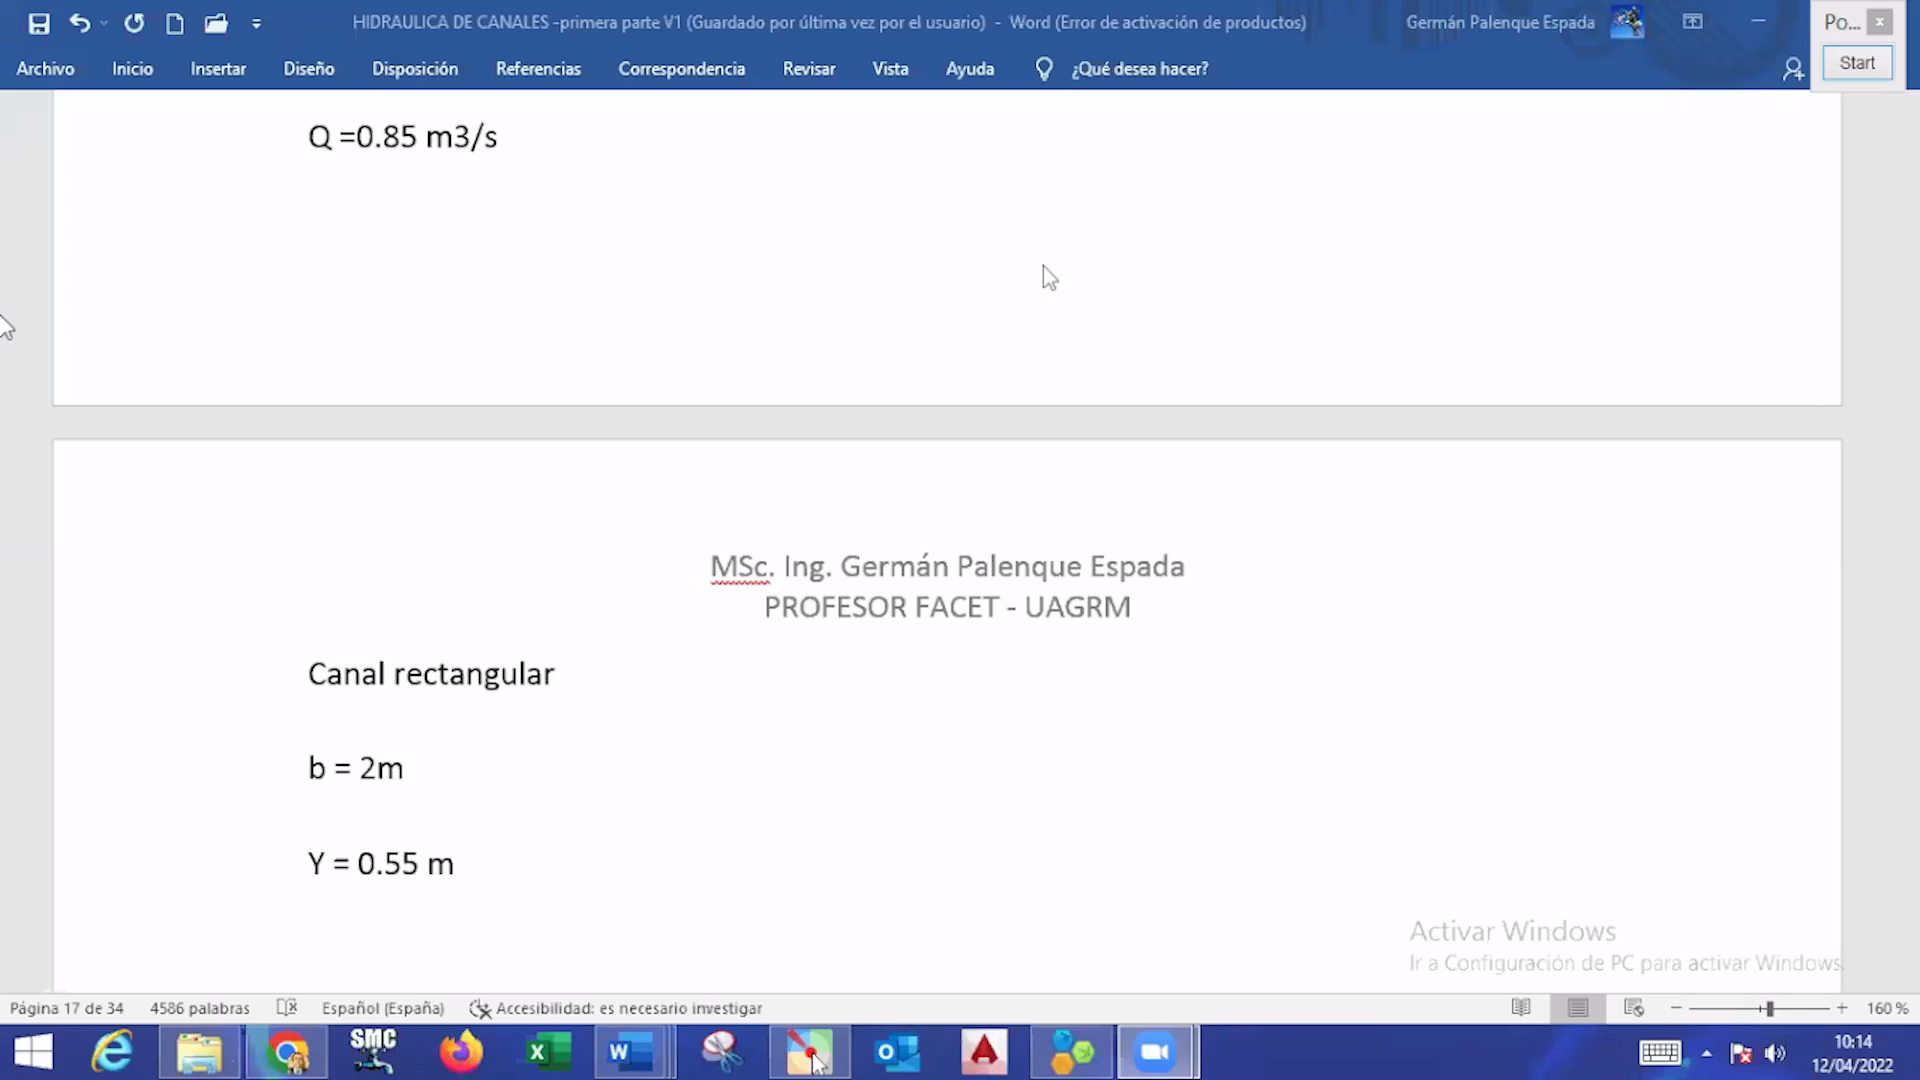 HIDRAULICA DE CANALES -primera parte V1 (Guardado por última vez por el usuario) - Word (Error de activación de productos)
Germán Palenque Espada
Po...
Archivo
Inicio
Insertar
Diseño
Disposición
Referencias
Correspondencia
Revisar
Vista
Ayuda
¿Qué desea hacer?
Start
Q =0.85 m3/s
MSc. Ing. Germán Palenque Espada
PROFESOR FACET - UAGRM
Canal rectangular
b = 2m
Y = 0.55 m
Activar Windows
Ir a Configuración de PC para activar Windows.
Página 17 de 34
4586 palabras
Español (España)
Accesibilidad: es necesario investigar
160 %
SMC
10:14
12/04/2022